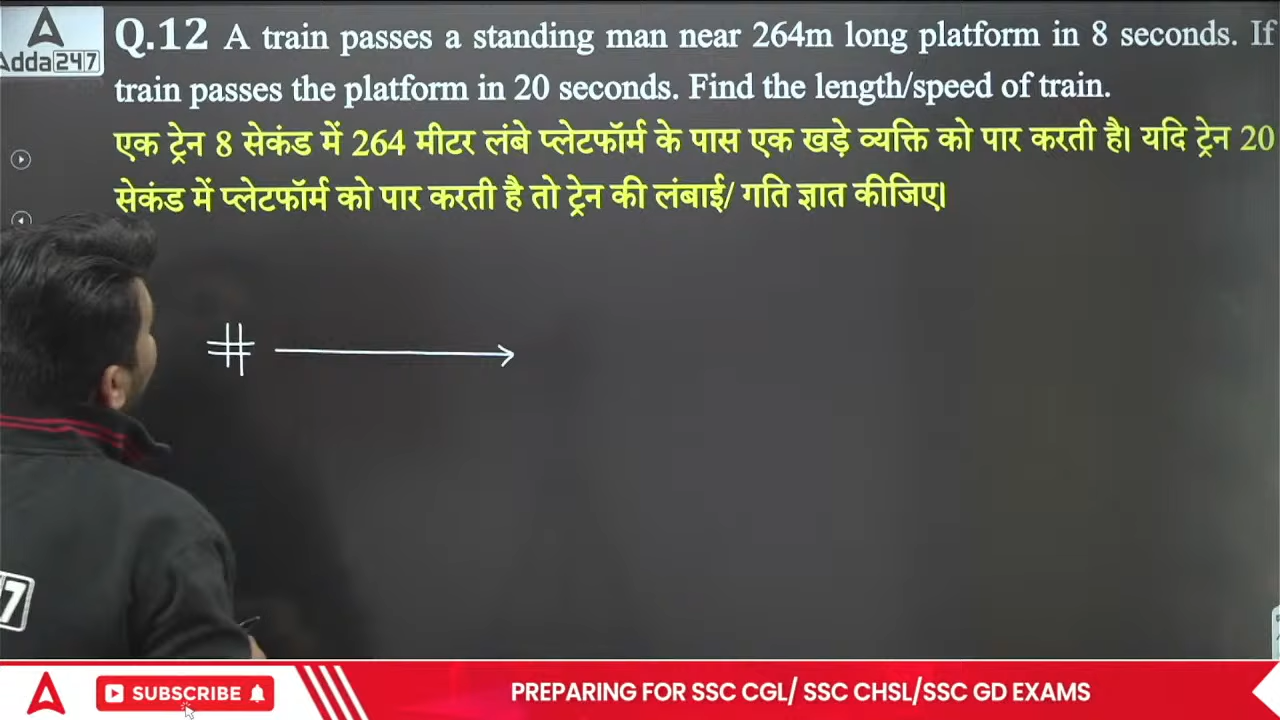 Q.12 A train passes a standing man near 264m long platform in 8 seconds. If
train passes the platform in 20 seconds. Find the length/speed of train.
एक ट्रेन 8 सेकंड में 264 मीटर लंबे प्लेटफॉर्म के पास एक खड़े व्यक्ति को पार करती है। यदि ट्रेन 20
सेकंड में प्लेटफॉर्म को पार करती है तो ट्रेन की लंबाई/ गति ज्ञात कीजिए।
Adda247
#
7
SUBSCRIBE
PREPARING FOR SSC CGL/ SSC CHSL/SSC GD EXAMS